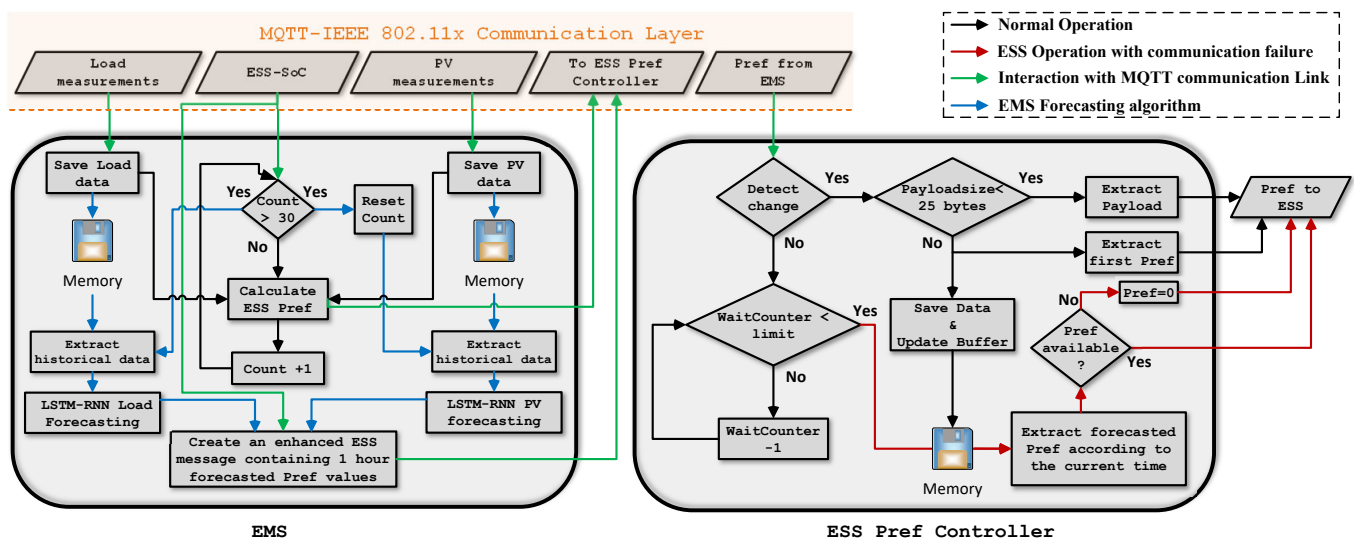 MQTT-IEEE 802.11x Communication Layer
Load
measurements
ESS-SoC
PV
measurements
To ESS Pref
Controller
Pref from
EMS
Normal Operation
ESS Operation with communication failure
Interaction with MQTT communication Link
EMS Forecasting algorithm
Save Load
data
Memory
Extract
historical data
LSTM-RNN Load
Forecasting
Yes
Count
> 30
Yes
No
Reset
Count
Calculate
ESS Pref
Count +1
Save PV
data
Memory
Extract
historical data
LSTM-RNN PV
forecasting
Create an enhanced ESS
message containing 1 hour
forecasted Pref values
EMS
Detect
change
Yes
No
Payloadsize<
25 bytes
Yes
No
Extract
Payload
Pref to
ESS
Extract
first Pref
WaitCounter <
limit
Yes
No
WaitCounter
-1
Save Data
&
Update Buffer
Memory
No
Pref=0
Pref
available
?
Yes
Extract forecasted
Pref according to
the current time
ESS Pref Controller